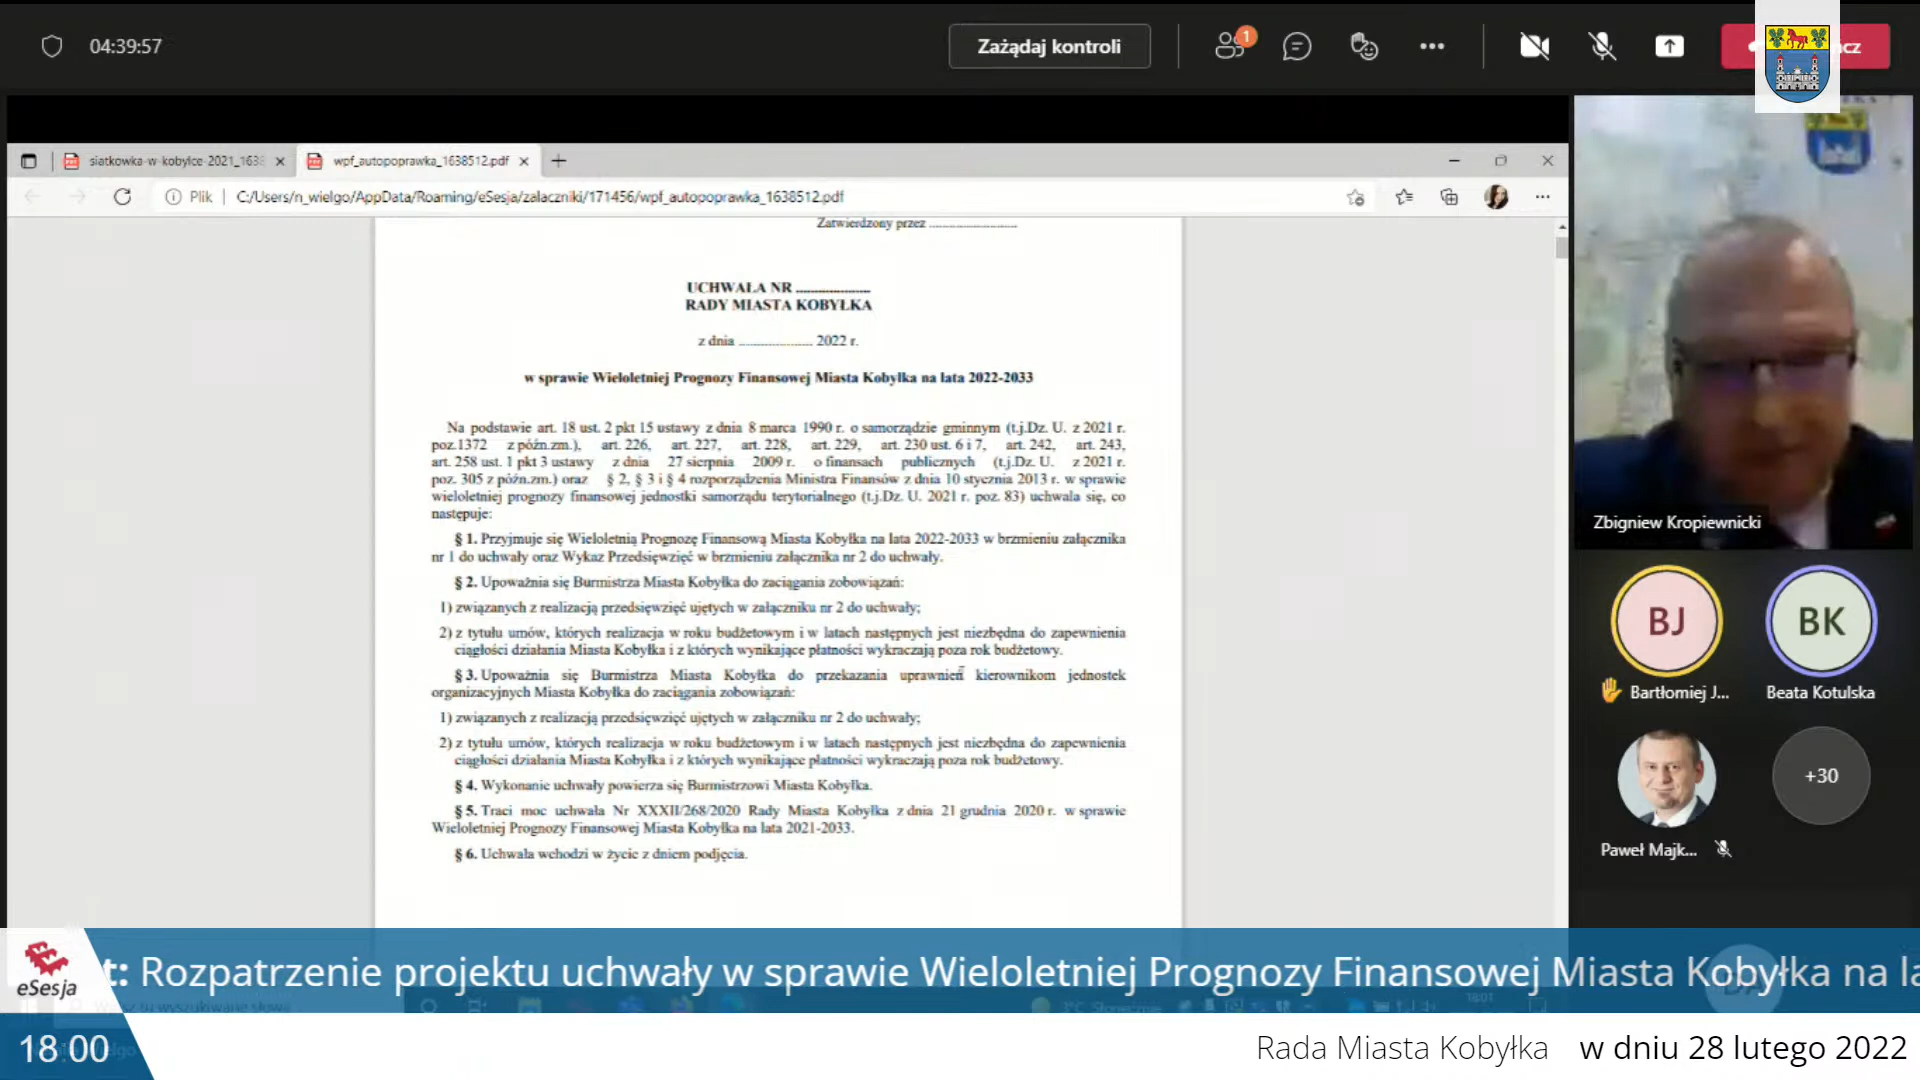 04:39:57
Zażądaj kontroli
1
siatkowka-w-kobyłce-2021_163
wpf_autopoprawka_1638512.pdf
Plik
C:/Users/n_wielgo/AppData/Roaming/eSesja/zalaczniki/171456/wpf_autopoprawka_1638512.pdf
Zatwierdzony przez ........................
UCHWAŁA NR ....................
RADY MIASTA KOBYŁKA
z dnia .................... 2022 r.
w sprawie Wieloletniej Prognozy Finansowej Miasta Kobyłka na lata 2022-2033
Na podstawie art. 18 ust. 2 pkt 15 ustawy z dnia 8 marca 1990 r. o samorządzie gminnym (t.j.Dz. U. z 2021 r.
poz.1372 z późn.zm.), art. 226, art. 227, art. 228, art. 229, art. 230 ust. 6 i 7, art. 242, art. 243,
art. 258 ust. 1 pkt 3 ustawy z dnia 27 sierpnia 2009 r. o finansach publicznych (t.j.Dz. U. z 2021 r.
poz. 305 z późn.zm.) oraz § 2, § 3 i § 4 rozporządzenia Ministra Finansów z dnia 10 stycznia 2013 r. w sprawie
wieloletniej prognozy finansowej jednostki samorządu terytorialnego (t.j.Dz. U. 2021 r. poz. 83) uchwala się, co
następuje:
§ 1. Przyjmuje się Wieloletnią Prognozę Finansową Miasta Kobyłka na lata 2022-2033 w brzmieniu załącznika
nr 1 do uchwały oraz Wykaz Przedsięwzięć w brzmieniu załącznika nr 2 do uchwały.
§ 2. Upoważnia się Burmistrza Miasta Kobyłka do zaciągania zobowiązań:
1) związanych z realizacją przedsięwzięć ujętych w załączniku nr 2 do uchwały;
2) z tytułu umów, których realizacja w roku budżetowym i w latach następnych jest niezbędna do zapewnienia
ciągłości działania Miasta Kobyłka i z których wynikające płatności wykraczają poza rok budżetowy.
§ 3. Upoważnia się Burmistrza Miasta Kobyłka do przekazania uprawnień kierownikom jednostek
organizacyjnych Miasta Kobyłka do zaciągania zobowiązań:
1) związanych z realizacją przedsięwzięć ujętych w załączniku nr 2 do uchwały;
2) z tytułu umów, których realizacja w roku budżetowym i w latach następnych jest niezbędna do zapewnienia
ciągłości działania Miasta Kobyłka i z których wynikające płatności wykraczają poza rok budżetowy.
§ 4. Wykonanie uchwały powierza się Burmistrzowi Miasta Kobyłka.
§ 5. Traci moc uchwała Nr XXXII/268/2020 Rady Miasta Kobyłka z dnia 21 grudnia 2020 r. w sprawie
Wieloletniej Prognozy Finansowej Miasta Kobyłka na lata 2021-2033.
§ 6. Uchwała wchodzi w życie z dniem podjęcia.
Zbigniew Kropiewnicki
BJ
BK
Bartłomiej J...
Beata Kotulska
+30
Paweł Majk...
eSesja
t: Rozpatrzenie projektu uchwały w sprawie Wieloletniej Prognozy Finansowej Miasta Kobyłka na la
18:00
Rada Miasta Kobyłka w dniu 28 lutego 2022